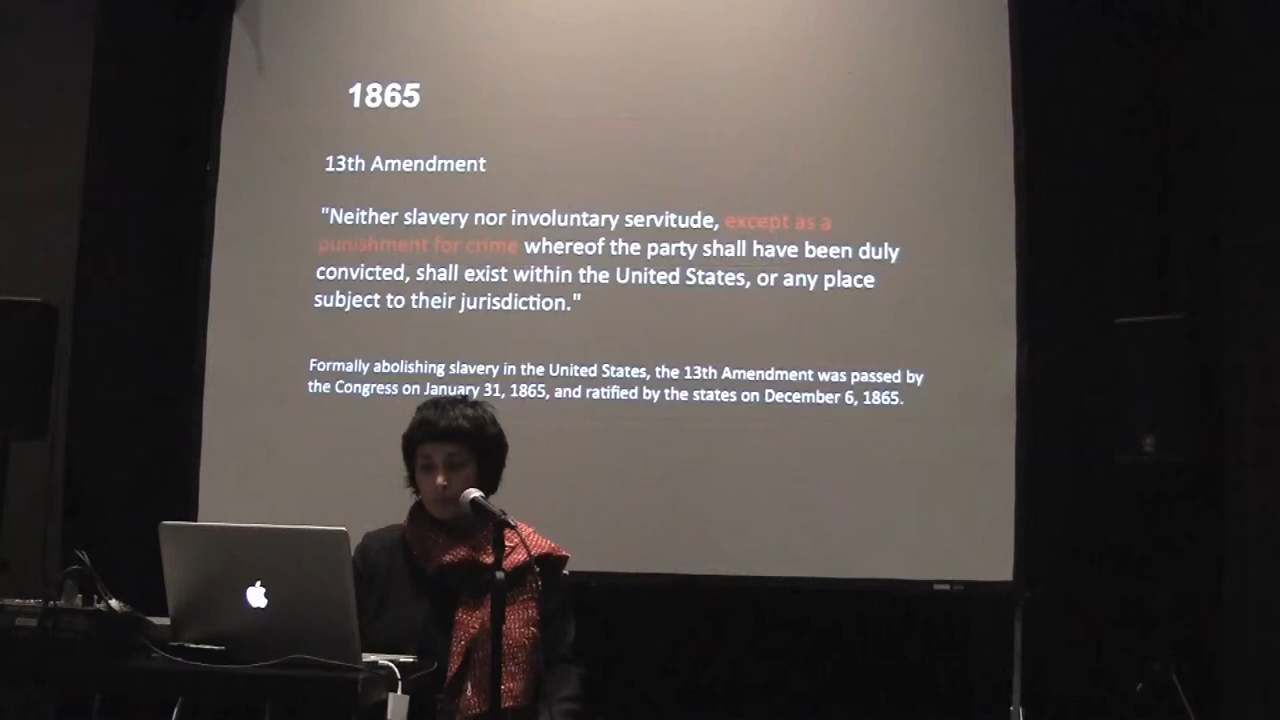 1865
13th Amendment
"Neither slavery nor involuntary servitude, except as a
punishment for crime whereof the party shall have been duly
convicted, shall exist within the United States, or any place
subject to their jurisdiction."
Formally abolishing slavery in the United States, the 13th Amendment was passed by
the Congress on January 31, 1865, and ratified by the states on December 6, 1865.